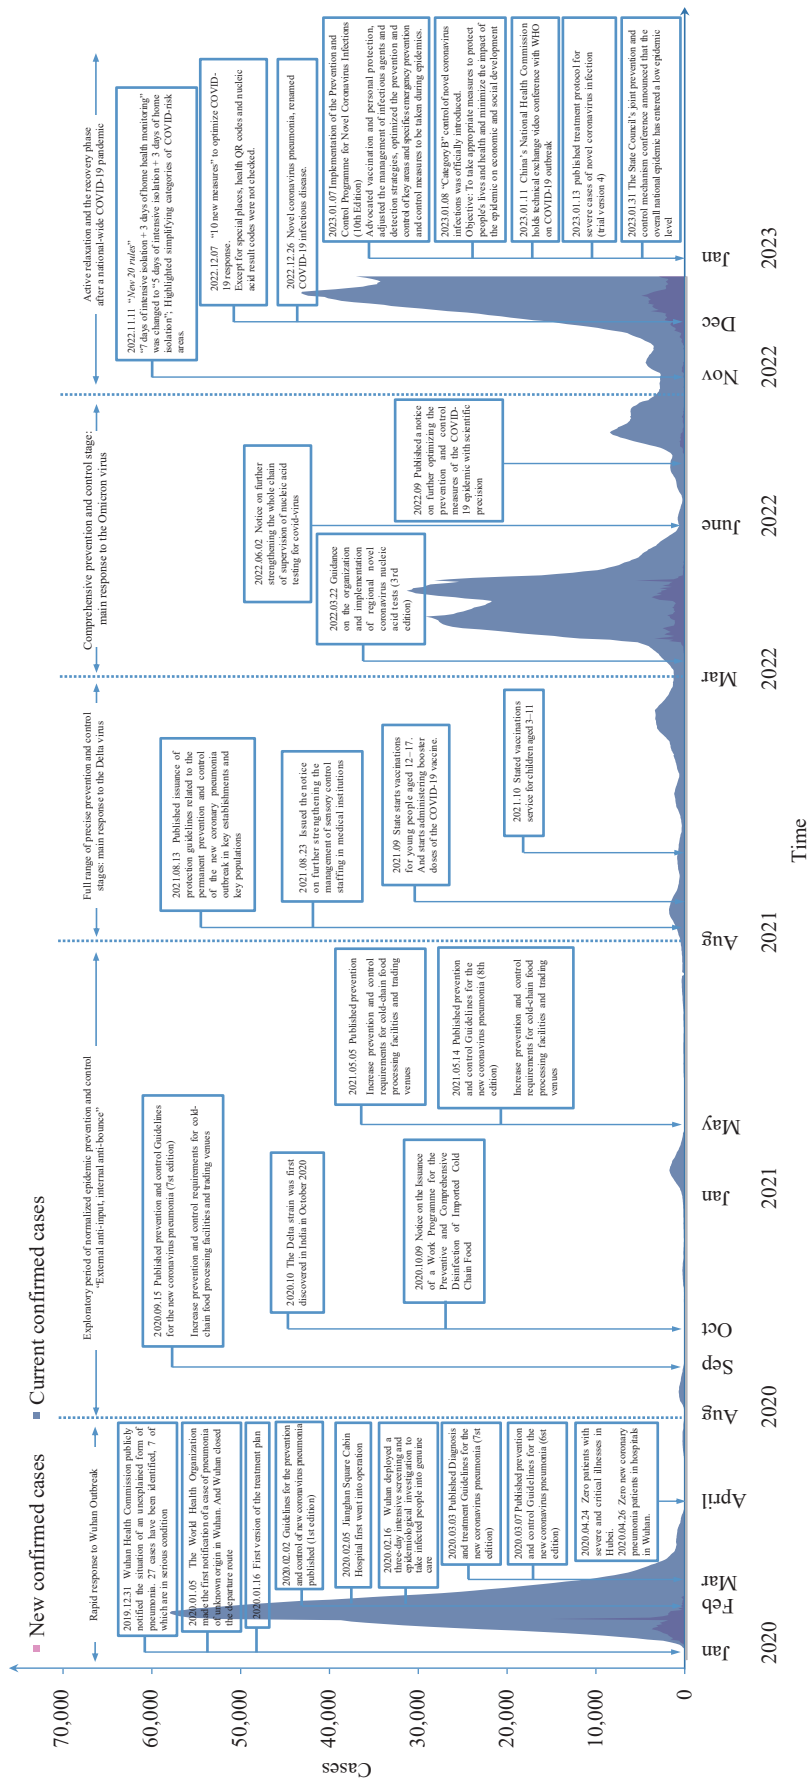 New confirmed cases
Current confirmed cases
Rapid response to Wuhan Outbreak
Exploratory period of normalized epidemic prevention and control
"External anti-input, internal anti-bounce"
Full range of precise prevention and control
stages: main response to the Delta virus
Comprehensive prevention and control stage:
main response to the Omicron virus
Active relaxation and the recovery phase
after a national-wide COVID-19 pandemic
2019.12.31 Wuhan Health Commission publicly
notified the situation of an unexplained form of
pneumonia. 27 cases have been identified, 7 of
which are in serious condition
2020.01.05 The World Health Organization
made the first notification of a case of pneumonia
of unknown origin in Wuhan. And Wuhan closed
the departure route
2020.01.16 First version of the treatment plan
2020.02.02 Guidelines for the prevention
and control of new coronavirus pneumonia
published (1st edition)
2020.02.05 Jianghan Square Cabin
Hospital first went into operation
2020.02.16 Wuhan deployed a
three-day intensive screening and
epidemiological investigation to
take infected people into genuine
care
2020.03.03 Published Diagnosis
and treatment Guidelines for the
new coronavirus pneumonia (7st
edition)
2020.03.07 Published prevention
and control Guidelines for the
new coronavirus pneumonia (6st
edition)
2020.04.24 Zero patients with
severe and critical illnesses in
Hubei.
2020.04.26 Zero new coronary
pneumonia patients in hospitals
in Wuhan.
2020.09.15 Published prevention and control Guidelines
for the new coronavirus pneumonia (7st edition)
Increase prevention and control requirements for cold-
chain food processing facilities and trading venues
2020.10 The Delta strain was first
discovered in India in October 2020
2020.10.09 Notice on the Issuance
of a Work Programme for the
Preventive and Comprehensive
Disinfection of Imported Cold
Chain Food
2021.05.05 Published prevention
Increase prevention and control
requirements for cold-chain food
processing facilities and trading
venues
2021.05.14 Published prevention
and control Guidelines for the
new coronavirus pneumonia (8th
edition)
Increase prevention and control
requirements for cold-chain food
processing facilities and trading
venues
2021.08.13 Published issuance of
protection guidelines related to the
permanent prevention and control
of the new coronary pneumonia
outbreak in key establishments and
key populations
2021.08.23 Issued the notice
on further strengthening the
management of sensory control
staffing in medical institutions
2021.09 State starts vaccinations
for young people aged 12–17.
And starts administering booster
doses of the COVID-19 vaccine.
2021.10 Stated vaccinations
service for children aged 3–11
2022.03.22 Guidance
on the organization
and implementation
of regional novel
coronavirus nucleic
acid tests (3rd
edition)
2022.06.02 Notice on further
strengthening the whole chain
of supervision of nucleic acid
testing for covid-virus
2022.09 Published a notice
on further optimizing the
prevention and control
measures of the COVID-
19 epidemic with scientific
precision
2022.11.11 "New 20 rules"
"7 days of intensive isolation + 3 days of home health monitoring"
was changed to "5 days of intensive isolation + 3 days of home
isolation"; Highlighted simplifying categories of COVID-risk
areas.
2022.12.07 "10 new measures" to optimize COVID-
19 response.
Except for special places, health QR codes and nucleic
acid result codes were not checked.
2022.12.26 Novel coronavirus pneumonia, renamed
COVID-19 infectious disease.
2023.01.07 Implementation of the Prevention and
Control Programme for Novel Coronavirus Infections
(10th Edition)
Advocated vaccination and personal protection,
adjusted the management of infectious agents and
detection strategies, optimized the prevention and
control of key areas and specifies emergency prevention
and control measures to be taken during epidemics.
2023.01.08 "Category B" control of novel coronavirus
infections was officially introduced.
Objective: To take appropriate measures to protect
people's lives and health and minimize the impact of
the epidemic on economic and social development
2023.01.11 China's National Health Commission
holds technical exchange video conference with WHO
on COVID-19 outbreak
2023.01.13 published treatment protocol for
severe cases of novel coronavirus infection
(trial version 4)
2023.01.31 The State Council's joint prevention and
control mechanism conference announced that the
overall national epidemic has entered a low epidemic
level
Cases
70,000
60,000
50,000
40,000
30,000
20,000
10,000
0
Jan
Feb
Mar
April
Aug
Sep
Oct
Jan
May
Aug
Mar
June
Nov
Dec
Jan
2020
2020
2021
2021
2022
2022
2022
2023
Time